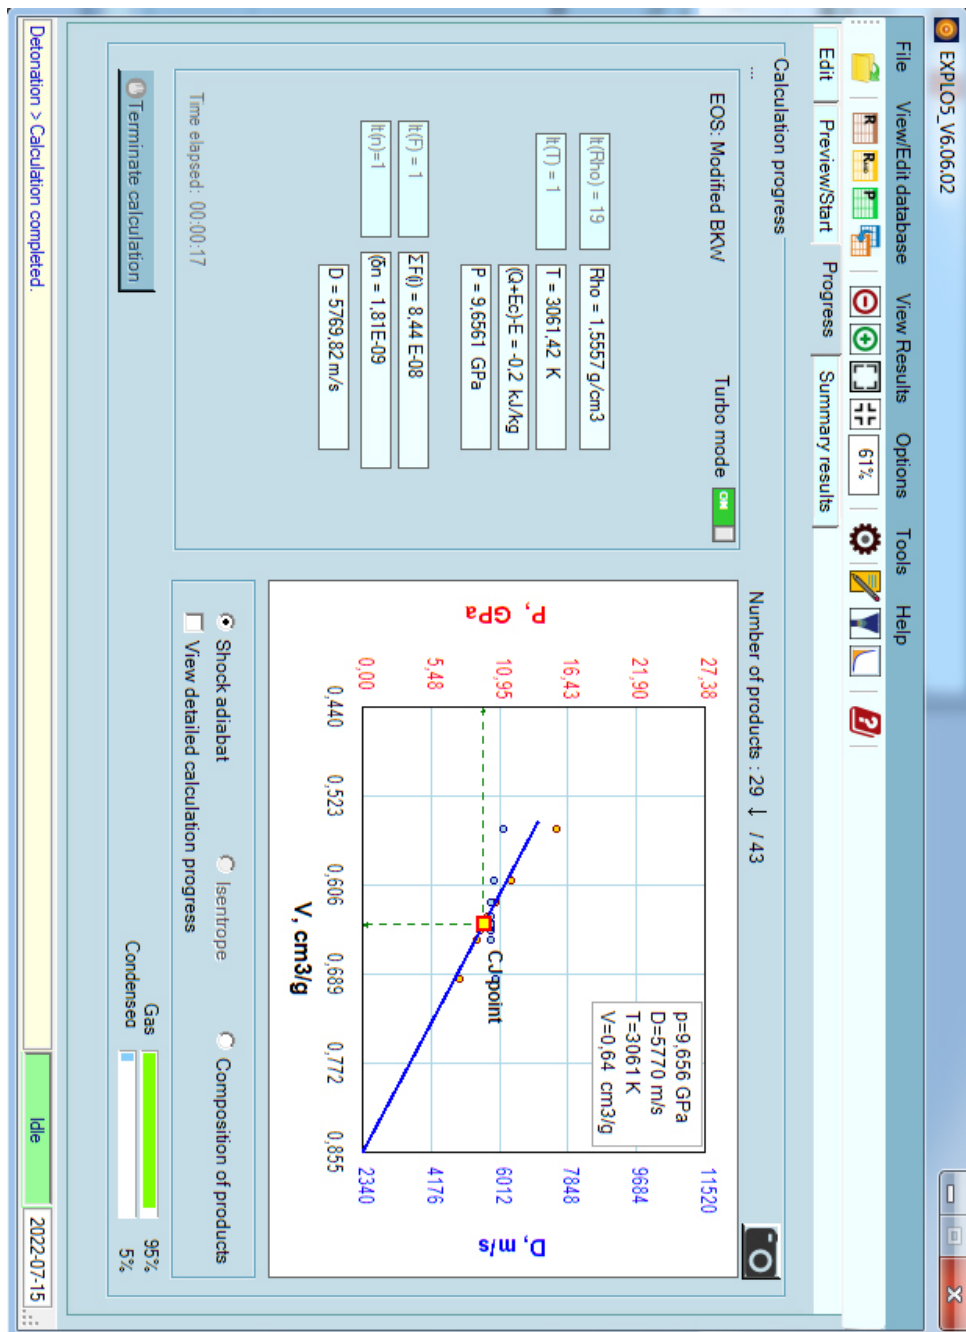 EXPLO5_V6.06.02
File View/Edit database View Results Options Tools Help
R R P 61% ?
Edit Preview/Start Progress Summary results
Calculation progress
...
EOS: Modified BKW Turbo mode ON
It(Rho) = 19 Rho = 1,5557 g/cm3
It(T) = 1 T = 3061,42 K
(Q+Ec)-E = -0,2 kJ/kg
P = 9,6561 GPa
It(F) = 1 ΣF(i) = 8,44 E-08
It(n)=1 (δn = 1,81E-09
D = 5769,82 m/s
Time elapsed: 00:00:17
Terminate calculation
Number of products : 29 ↓ / 43
P, GPa
27,38
21,90
16,43
10,95
5,48
0,00
0,440 0,523 0,606 0,689 0,772 0,855
V, cm3/g
11520
9684
7848
6012
4176
2340
D, m/s
p=9,656 GPa
D=5770 m/s
T=3061 K
V=0,64 cm3/g
CJ point
Shock adiabat Isentrope Composition of products
View detailed calculation progress
Gas 95%
Condensed 5%
Detonation > Calculation completed. Idle 2022-07-15